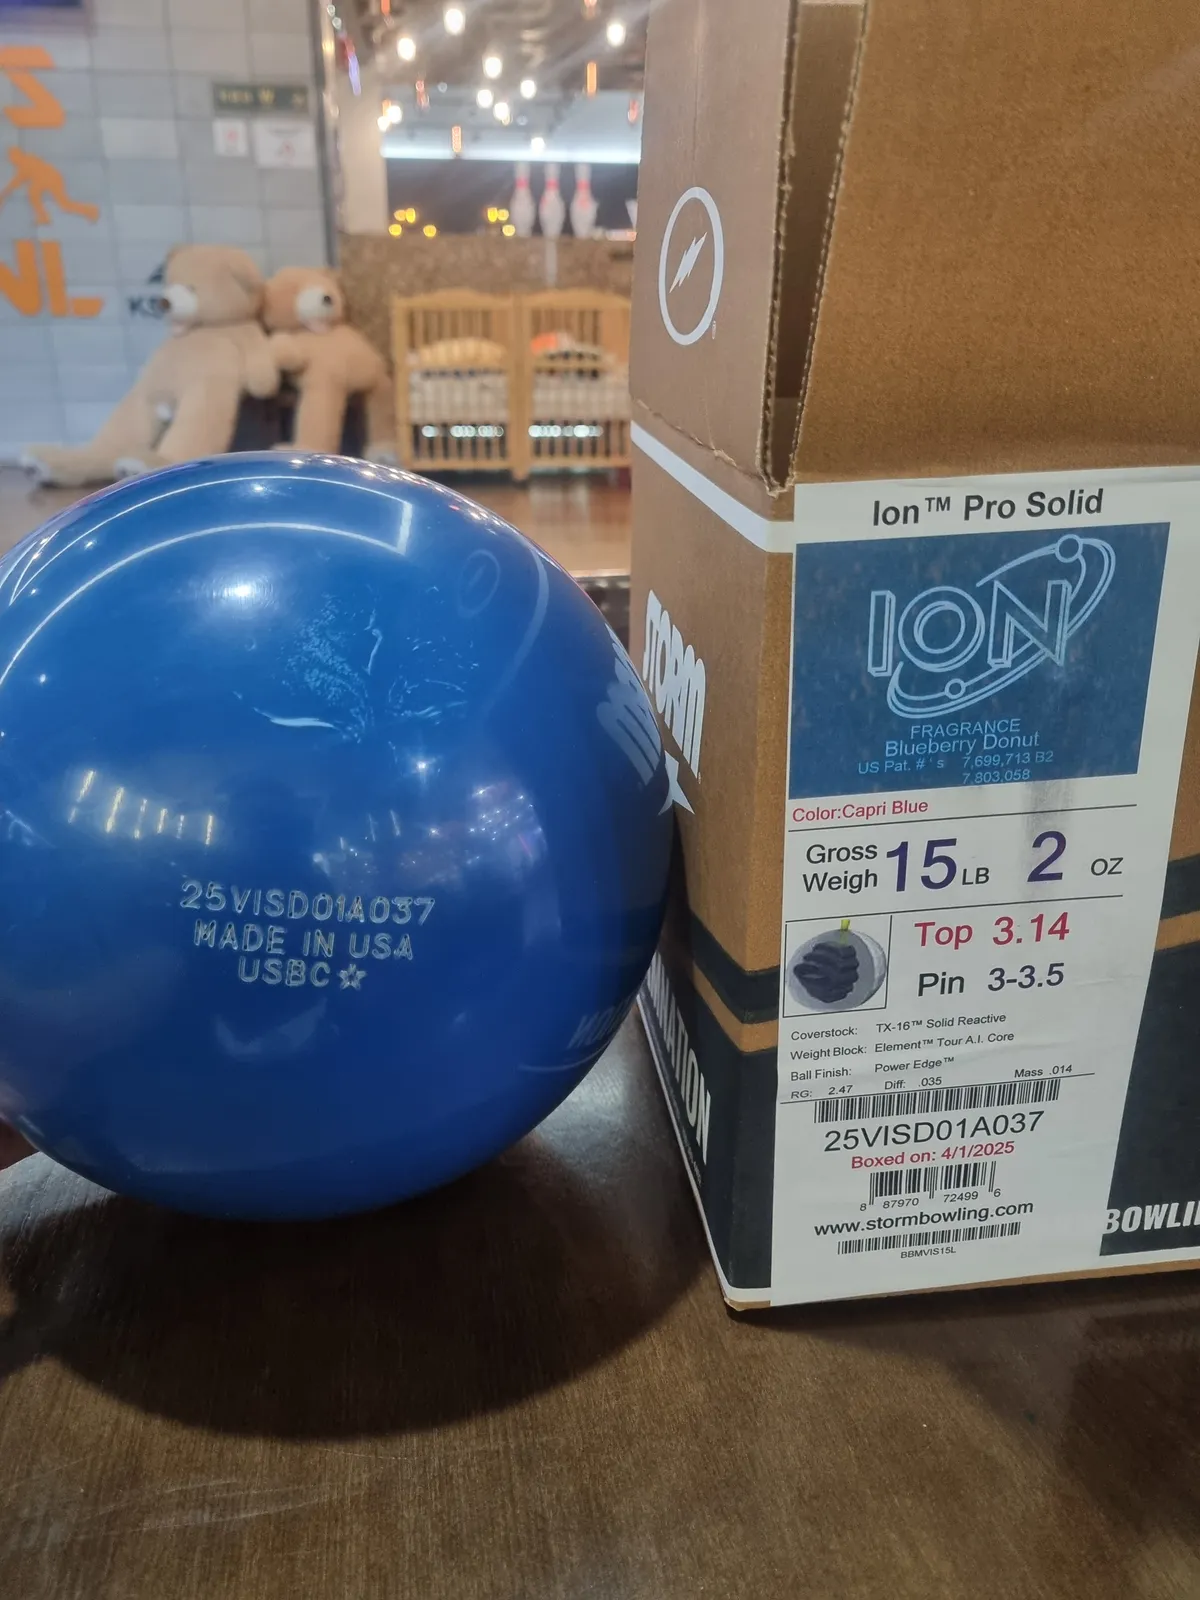 25VISD01A037
MADE IN USA
USBC☆
STORM
Ion™ Pro Solid
ION
FRAGRANCE
Blueberry Donut
US Pat. #'s 7,699,713 B2
7,803,058
Color:Capri Blue
Gross Weigh 15 LB 2 OZ
Top 3.14
Pin 3-3.5
Coverstock: TX-16™ Solid Reactive
Weight Block: Element™ Tour A.I. Core
Ball Finish: Power Edge™
RG: 2.47 Diff: .035 Mass .014
25VISD01A037
Boxed on: 4/1/2025
8 87970 72499 6
www.stormbowling.com
BBMVIS15L